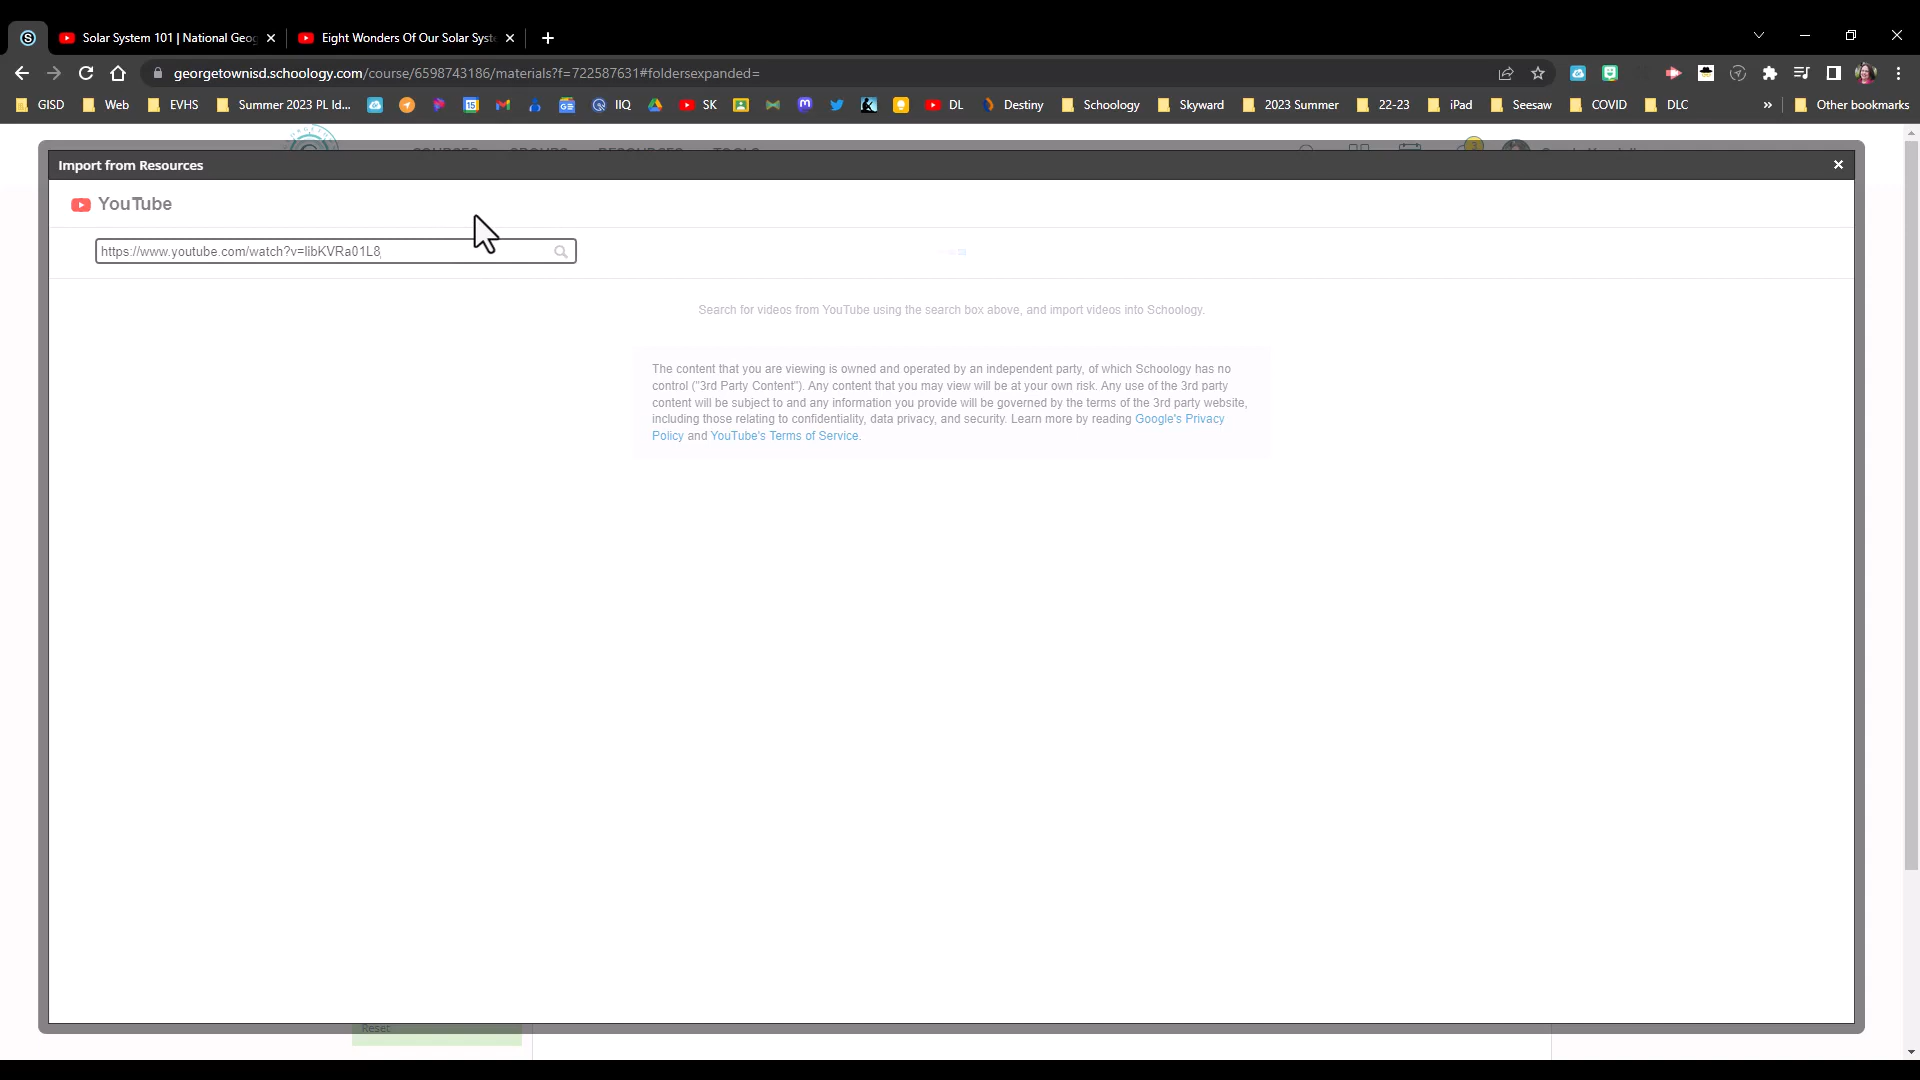 Solar System 101 | National Geog
Eight Wonders Of Our Solar Syst
georgetownisd.schoology.com/course/6598743186/materials?f=722587631#foldersexpanded=
GISD Web EVHS Summer 2023 PL Id... 15 IIQ SK DL Destiny Schoology Skyward 2023 Summer 22-23 iPad Seesaw COVID DLC » Other bookmarks
COURSES GROUPS RESOURCES TOOLS
Import from Resources
YouTube
https://www.youtube.com/watch?v=libKVRa01L8
Search for videos from YouTube using the search box above, and import videos into Schoology.
The content that you are viewing is owned and operated by an independent party, of which Schoology has no
control ("3rd Party Content"). Any content that you may view will be at your own risk. Any use of the 3rd party
content will be subject to and any information you provide will be governed by the terms of the 3rd party website,
including those relating to confidentiality, data privacy, and security. Learn more by reading Google's Privacy
Policy and YouTube's Terms of Service.
Reset